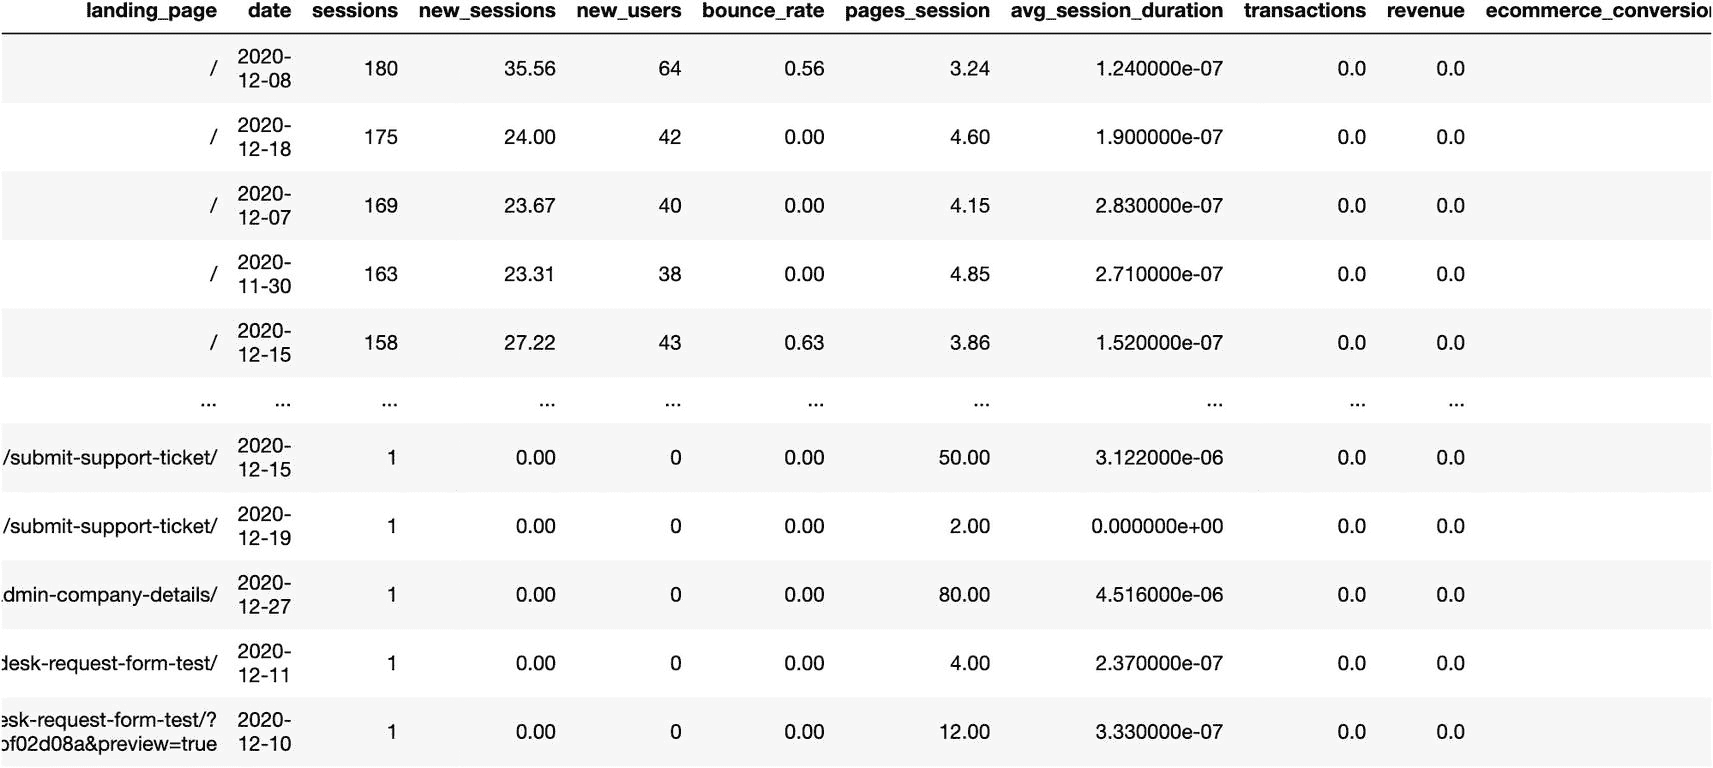 landing_page date sessions new_sessions new_users bounce_rate pages_session avg_session_duration transactions revenue ecommerce_conversio
/ 2020-12-08 180 35.56 64 0.56 3.24 1.240000e-07 0.0 0.0
/ 2020-12-18 175 24.00 42 0.00 4.60 1.900000e-07 0.0 0.0
/ 2020-12-07 169 23.67 40 0.00 4.15 2.830000e-07 0.0 0.0
/ 2020-11-30 163 23.31 38 0.00 4.85 2.710000e-07 0.0 0.0
/ 2020-12-15 158 27.22 43 0.63 3.86 1.520000e-07 0.0 0.0
... ... ... ... ... ... ... ... ... ...
/submit-support-ticket/ 2020-12-15 1 0.00 0 0.00 50.00 3.122000e-06 0.0 0.0
/submit-support-ticket/ 2020-12-19 1 0.00 0 0.00 2.00 0.000000e+00 0.0 0.0
dmin-company-details/ 2020-12-27 1 0.00 0 0.00 80.00 4.516000e-06 0.0 0.0
desk-request-form-test/ 2020-12-11 1 0.00 0 0.00 4.00 2.370000e-07 0.0 0.0
esk-request-form-test/?bf02d08a&preview=true 2020-12-10 1 0.00 0 0.00 12.00 3.330000e-07 0.0 0.0